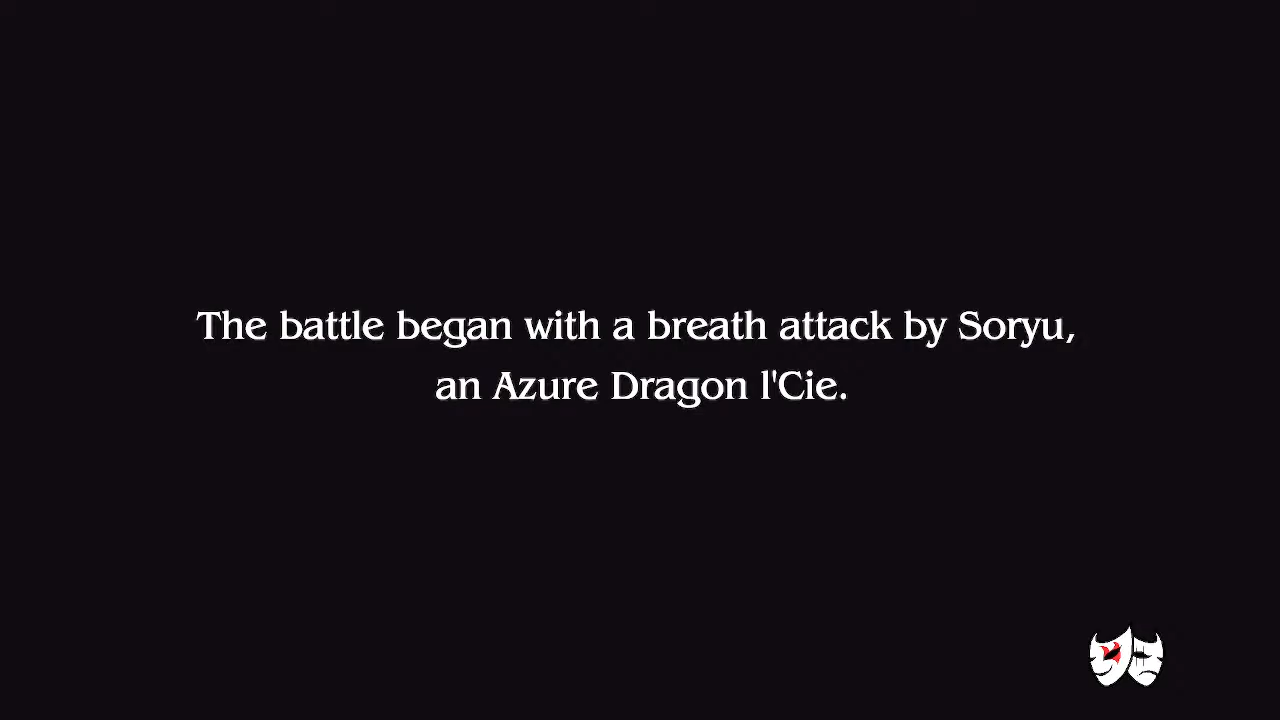 The battle began with a breath attack by Soryu,
an Azure Dragon l'Cie.